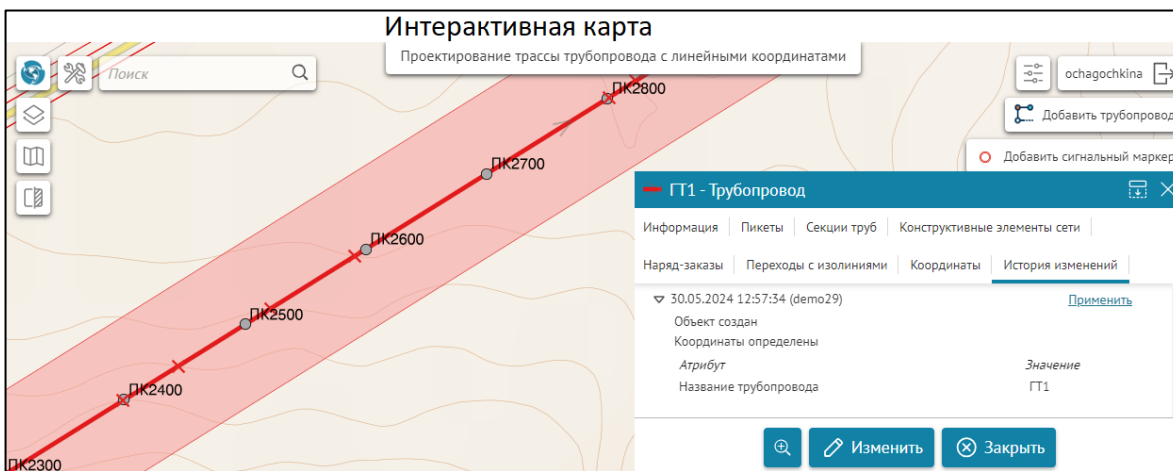 Интерактивная карта
Проектирование трассы трубопровода с линейными координатами
Поиск
ochagochkina
Добавить трубопровод
Добавить сигнальный маркер
ПК2800
ПК2700
ПК2600
ПК2500
ПК2400
ПК2300
ГТ1 - Трубопровод
Информация Пикеты Секции труб Конструктивные элементы сети
Наряд-заказы Переходы с изолиниями Координаты История изменений
30.05.2024 12:57:34 (demo29) Применить
Объект создан
Координаты определены
Атрибут Значение
Название трубопровода ГТ1
Изменить Закрыть